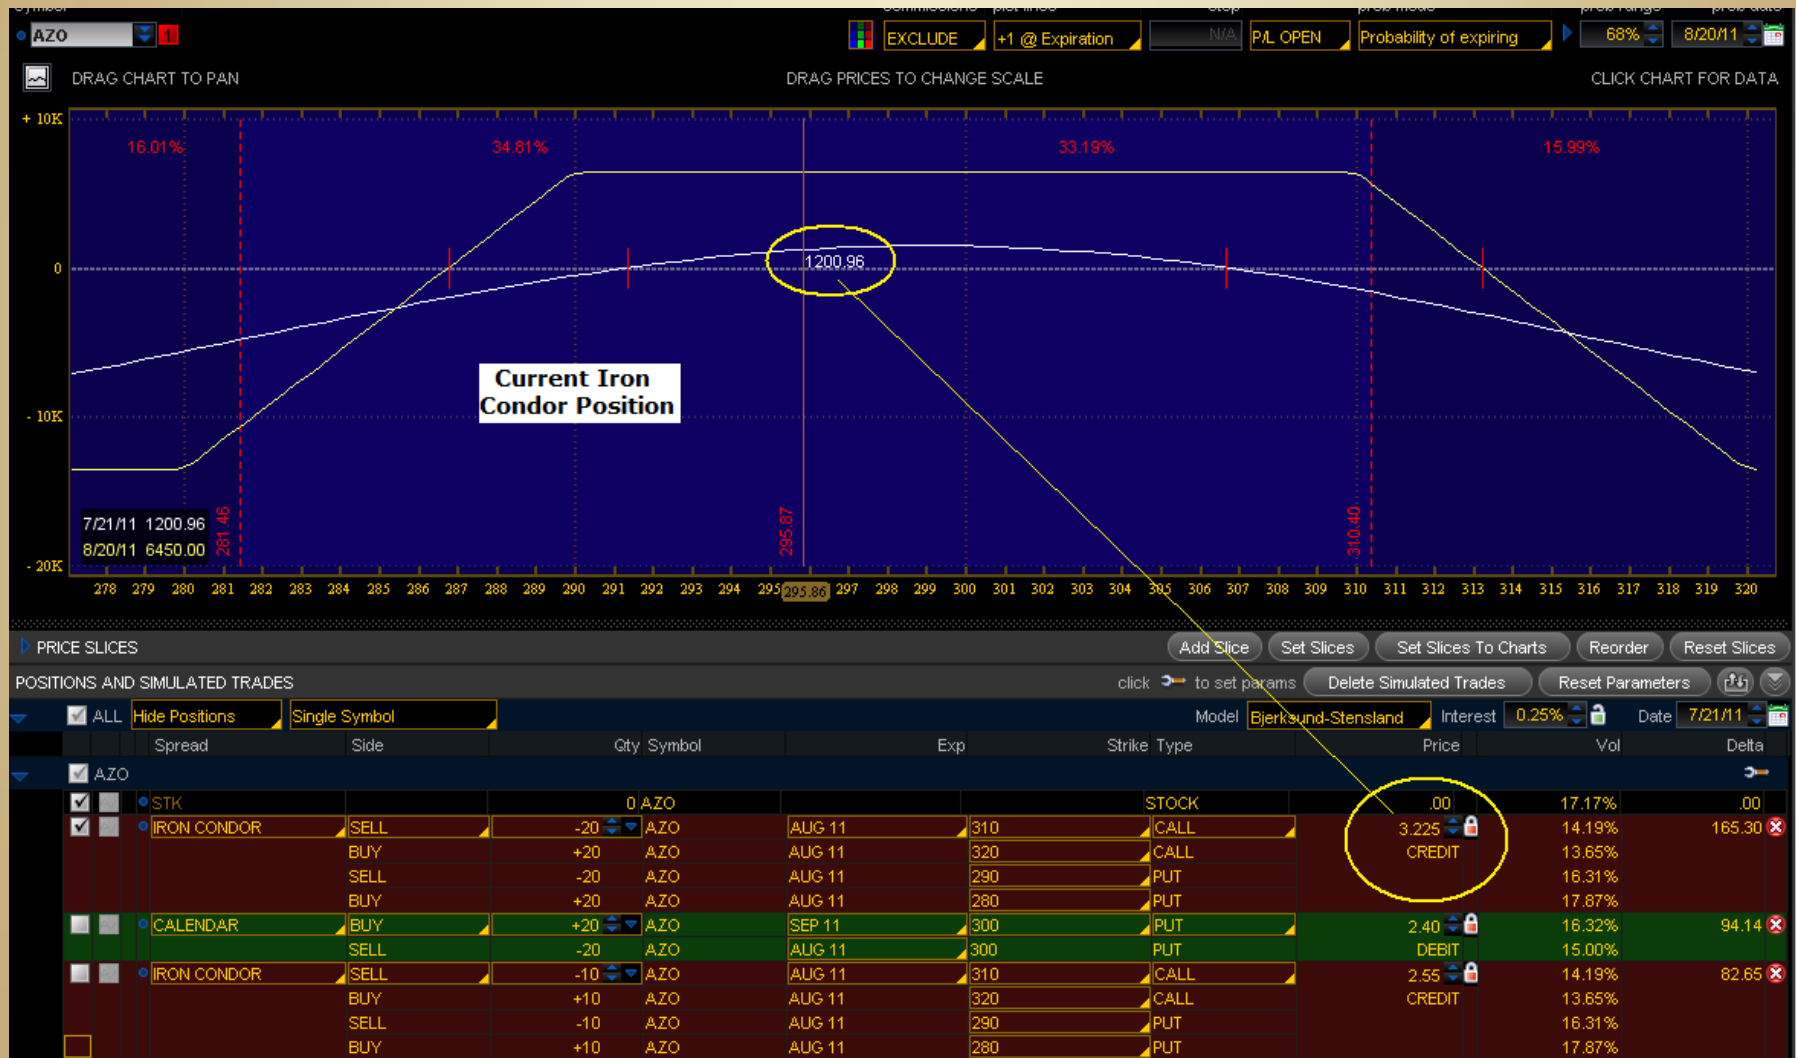 Symbol commissions plot lines step prob mode prob range prob date
AZO 1 EXCLUDE +1 @ Expiration N/A P/L OPEN Probability of expiring 68% 8/20/11
DRAG CHART TO PAN DRAG PRICES TO CHANGE SCALE CLICK CHART FOR DATA
+ 10K
16.01% 34.81% 33.19% 15.99%
0
1200.96
Current Iron
Condor Position
- 10K
7/21/11 1200.96
8/20/11 6450.00
281.46
295.87
310.40
- 20K
278 279 280 281 282 283 284 285 286 287 288 289 290 291 292 293 294 295 295.86 297 298 299 300 301 302 303 304 305 306 307 308 309 310 311 312 313 314 315 316 317 318 319 320
PRICE SLICES Add Slice Set Slices Set Slices To Charts Reorder Reset Slices
POSITIONS AND SIMULATED TRADES click to set params Delete Simulated Trades Reset Parameters
ALL Hide Positions Single Symbol Model Bjerksund-Stensland Interest 0.25% Date 7/21/11
Spread Side Qty Symbol Exp Strike Type Price Vol Delta
AZO
STK 0 AZO STOCK .00 17.17% .00
IRON CONDOR SELL -20 AZO AUG 11 310 CALL 3.225 14.19% 165.30
BUY +20 AZO AUG 11 320 CALL CREDIT 13.65%
SELL -20 AZO AUG 11 290 PUT 16.31%
BUY +20 AZO AUG 11 280 PUT 17.87%
CALENDAR BUY +20 AZO SEP 11 300 PUT 2.40 16.32% 94.14
SELL -20 AZO AUG 11 300 PUT DEBIT 15.00%
IRON CONDOR SELL -10 AZO AUG 11 310 CALL 2.55 14.19% 82.65
BUY +10 AZO AUG 11 320 CALL CREDIT 13.65%
SELL -10 AZO AUG 11 290 PUT 16.31%
BUY +10 AZO AUG 11 280 PUT 17.87%